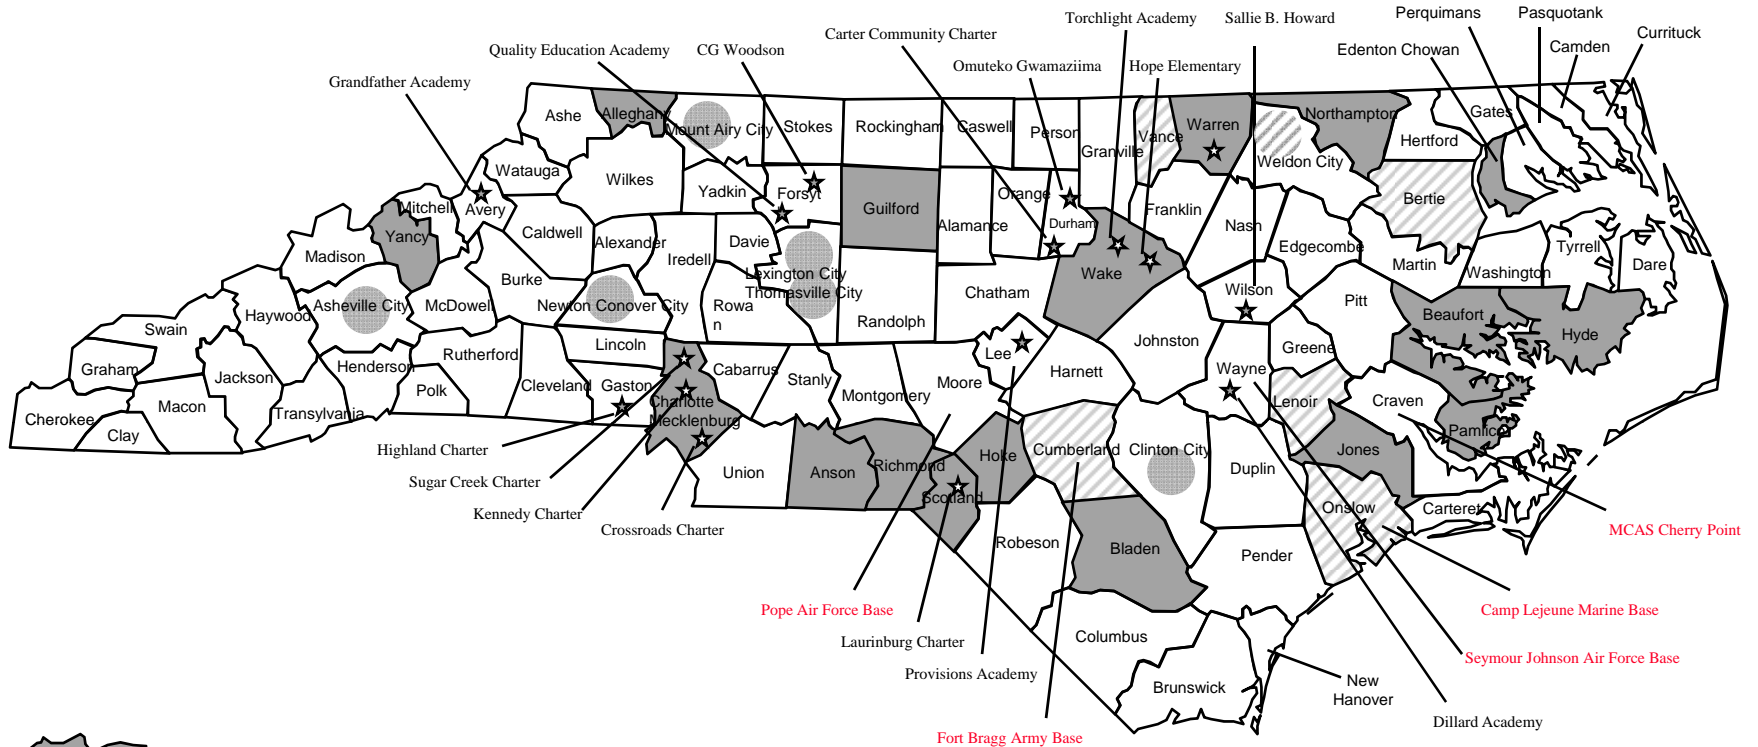 Perquimans
Pasquotank
Torchlight Academy
Sallie B. Howard
Currutuck
Carter Community Charter
Quality Education Academy
CG Woodson
Edenton Chowan
Camden
Omuteko Gwamaziima
Hope Elementary
Grandfather Academy
Ashe
Alleghany
Mount Airy City
Stokes
Rockingham
Caswell
Person
Granville
Vance
Warren
Weldon City
Northampton
Gates
Hertford
Watauga
Wilkes
Yadkin
Forsyt
Guilford
Alamance
Orange
Durham
Franklin
Nash
Edgecombe
Bertie
Mitchell
Avery
Yancy
Caldwell
Alexander
Iredell
Davie
Lexington City
Thomasville City
Madison
Burke
McDowell
Newton Conover City
Rowa
n
Randolph
Chatham
Wake
Wilson
Pitt
Martin
Washington
Tyrrell
Dare
Asheville City
Haywood
Swain
Graham
Jackson
Macon
Cherokee
Clay
Transylvania
Henderson
Polk
Rutherford
Cleveland
Lincoln
Gaston
Charlotte
Mecklenburg
Cabarrus
Stanly
Montgomery
Moore
Lee
Harnett
Johnston
Greene
Wayne
Lenoir
Craven
Beaufort
Hyde
Pamlico
Jones
Highland Charter
Sugar Creek Charter
Kennedy Charter
Crossroads Charter
Union
Anson
Richmond
Scotland
Hoke
Cumberland
Clinton City
Duplin
Onslow
Carteret
MCAS Cherry Point
Robeson
Bladen
Pender
Pope Air Force Base
Camp Lejeune Marine Base
Laurinburg Charter
Columbus
Seymour Johnson Air Force Base
Provisions Academy
Brunswick
New
Hanover
Dillard Academy
Fort Bragg Army Base